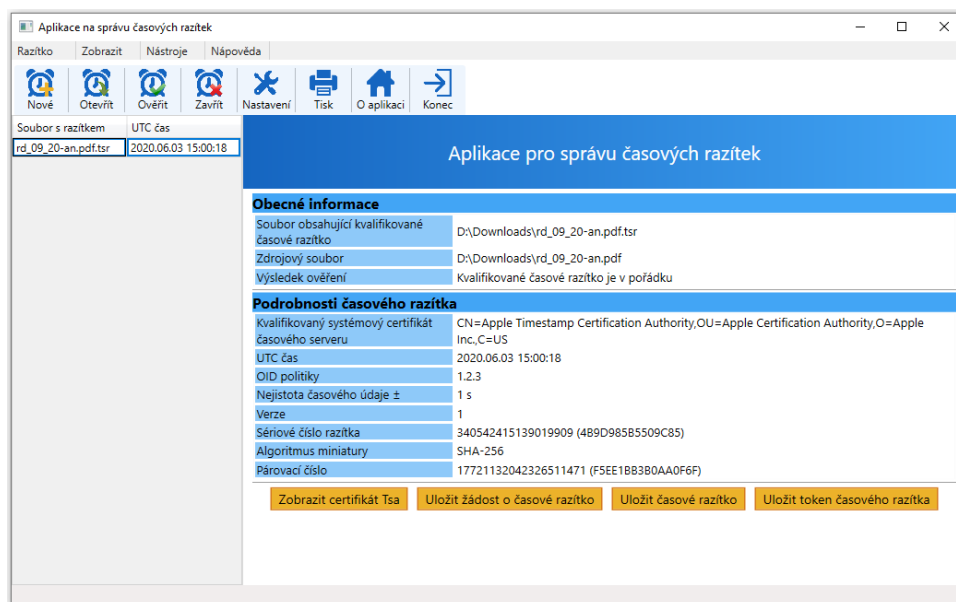 Aplikace na správu časových razítek
Razítko Zobrazit Nástroje Nápověda
Nové Otevřít Ověřit Zavřít Nastavení Tisk O aplikaci Konec
Soubor s razítkem UTC čas
rd_09_20-an.pdf.tsr 2020.06.03 15:00:18
Aplikace pro správu časových razítek
Obecné informace
Soubor obsahující kvalifikované
časové razítko
D:\Downloads\rd_09_20-an.pdf.tsr
Zdrojový soubor D:\Downloads\rd_09_20-an.pdf
Výsledek ověření Kvalifikované časové razítko je v pořádku
Podrobnosti časového razítka
Kvalifikovaný systémový certifikát
časového serveru
CN=Apple Timestamp Certification Authority,OU=Apple Certification Authority,O=Apple
Inc.,C=US
UTC čas 2020.06.03 15:00:18
OID politiky 1.2.3
Nejistota časového údaje ± 1 s
Verze 1
Sériové číslo razítka 340542415139019909 (4B9D985B5509C85)
Algoritmus miniatury SHA-256
Párovací číslo 17721132042326511471 (F5EE1BB3B0AA0F6F)
Zobrazit certifikát Tsa Uložit žádost o časové razítko Uložit časové razítko Uložit token časového razítka